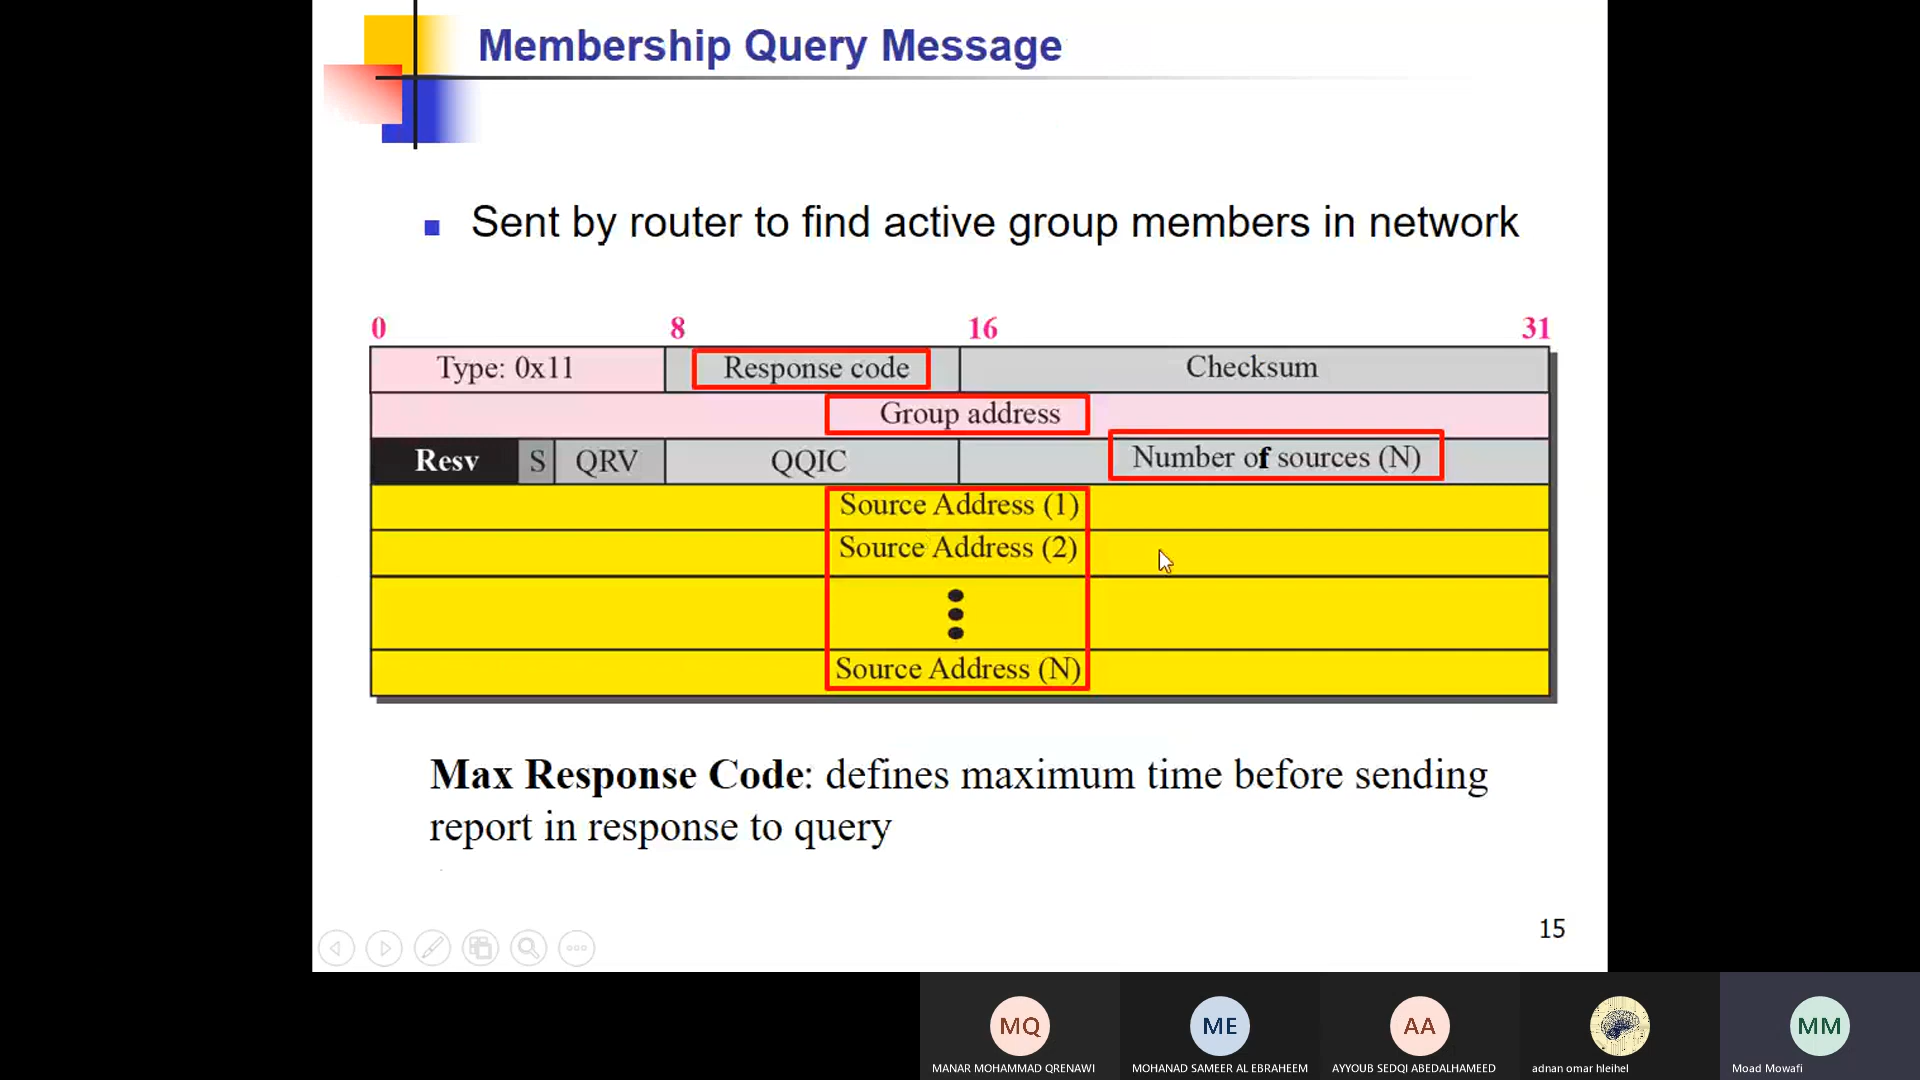 Membership Query Message
Sent by router to find active group members in network
0 8 16 31
Type: 0x11 Response code Checksum
Group address
Resv S QRV QQIC Number of sources (N)
Source Address (1)
Source Address (2)
Source Address (N)
Max Response Code: defines maximum time before sending
report in response to query
15
MQ ME AA MM
MANAR MOHAMMAD QRENAWI MOHANAD SAMEER AL EBRAHEEM AYYOUB SEDQI ABEDALHAMEED adnan omar hleihel Moad Mowafi